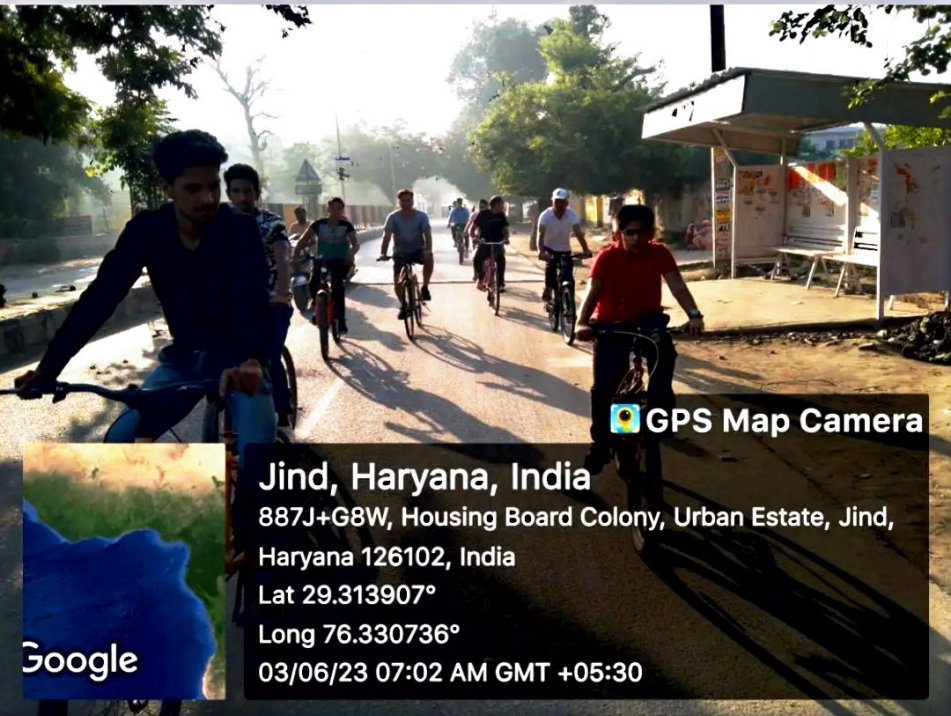 GPS Map Camera
Jind, Haryana, India
887J+G8W, Housing Board Colony, Urban Estate, Jind,
Haryana 126102, India
Lat 29.313907°
Long 76.330736°
03/06/23 07:02 AM GMT +05:30
Google